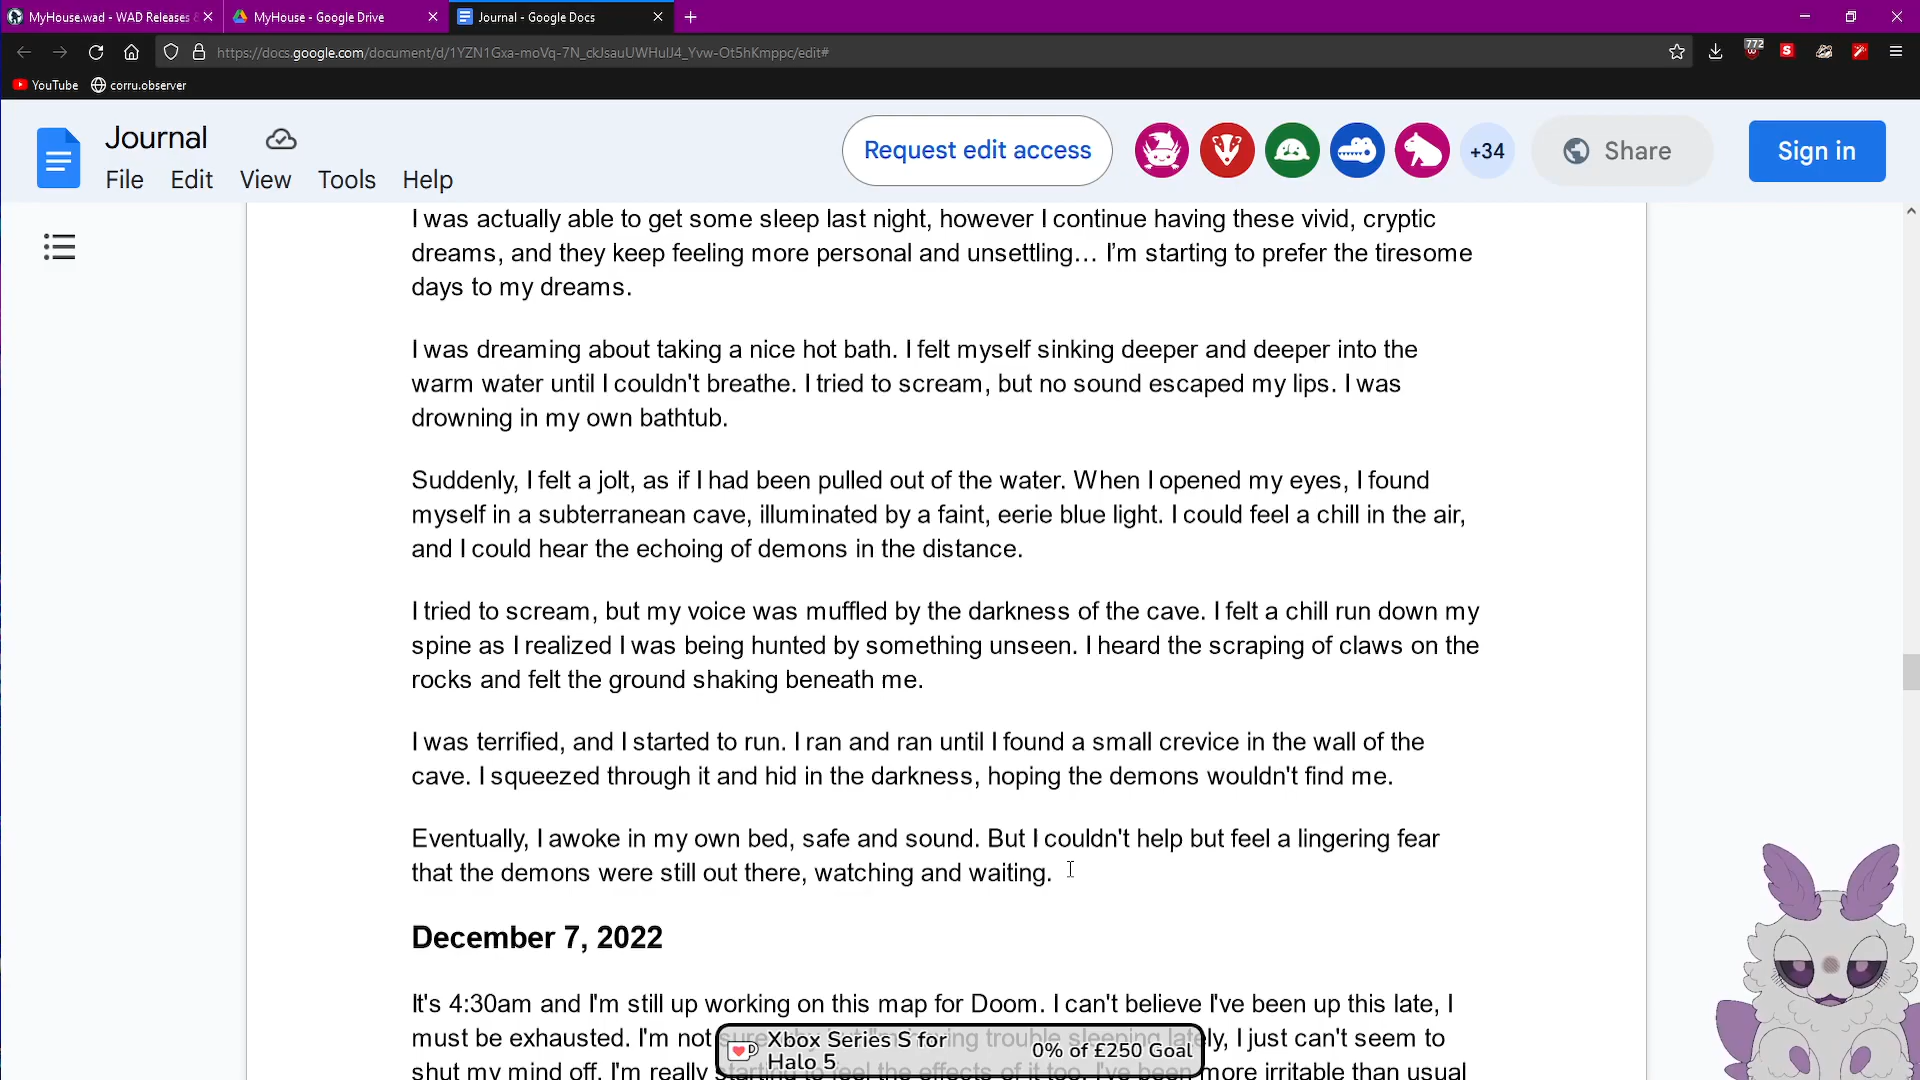 MyHouse.wad - WAD Releases &
MyHouse - Google Drive
Journal - Google Docs
https://docs.google.com/document/d/1YZN1Gxa-moVq-7N_ckJsauUWHulJ4_Yvw-Ot5hKmppc/edit#
772
S
YouTube
corru.observer
Journal
File Edit View Tools Help
Request edit access
+34
Share
Sign in
I was actually able to get some sleep last night, however I continue having these vivid, cryptic
dreams, and they keep feeling more personal and unsettling… I’m starting to prefer the tiresome
days to my dreams.
I was dreaming about taking a nice hot bath. I felt myself sinking deeper and deeper into the
warm water until I couldn't breathe. I tried to scream, but no sound escaped my lips. I was
drowning in my own bathtub.
Suddenly, I felt a jolt, as if I had been pulled out of the water. When I opened my eyes, I found
myself in a subterranean cave, illuminated by a faint, eerie blue light. I could feel a chill in the air,
and I could hear the echoing of demons in the distance.
I tried to scream, but my voice was muffled by the darkness of the cave. I felt a chill run down my
spine as I realized I was being hunted by something unseen. I heard the scraping of claws on the
rocks and felt the ground shaking beneath me.
I was terrified, and I started to run. I ran and ran until I found a small crevice in the wall of the
cave. I squeezed through it and hid in the darkness, hoping the demons wouldn't find me.
Eventually, I awoke in my own bed, safe and sound. But I couldn't help but feel a lingering fear
that the demons were still out there, watching and waiting.
December 7, 2022
It's 4:30am and I'm still up working on this map for Doom. I can't believe I've been up this late, I
must be exhausted. I'm not trouble sleeping lately, I just can't seem to
shut my mind off. I'm really starting to feel the effects of it too. I've been more irritable than usual
Xbox Series S for
Halo 5
0% of £250 Goal